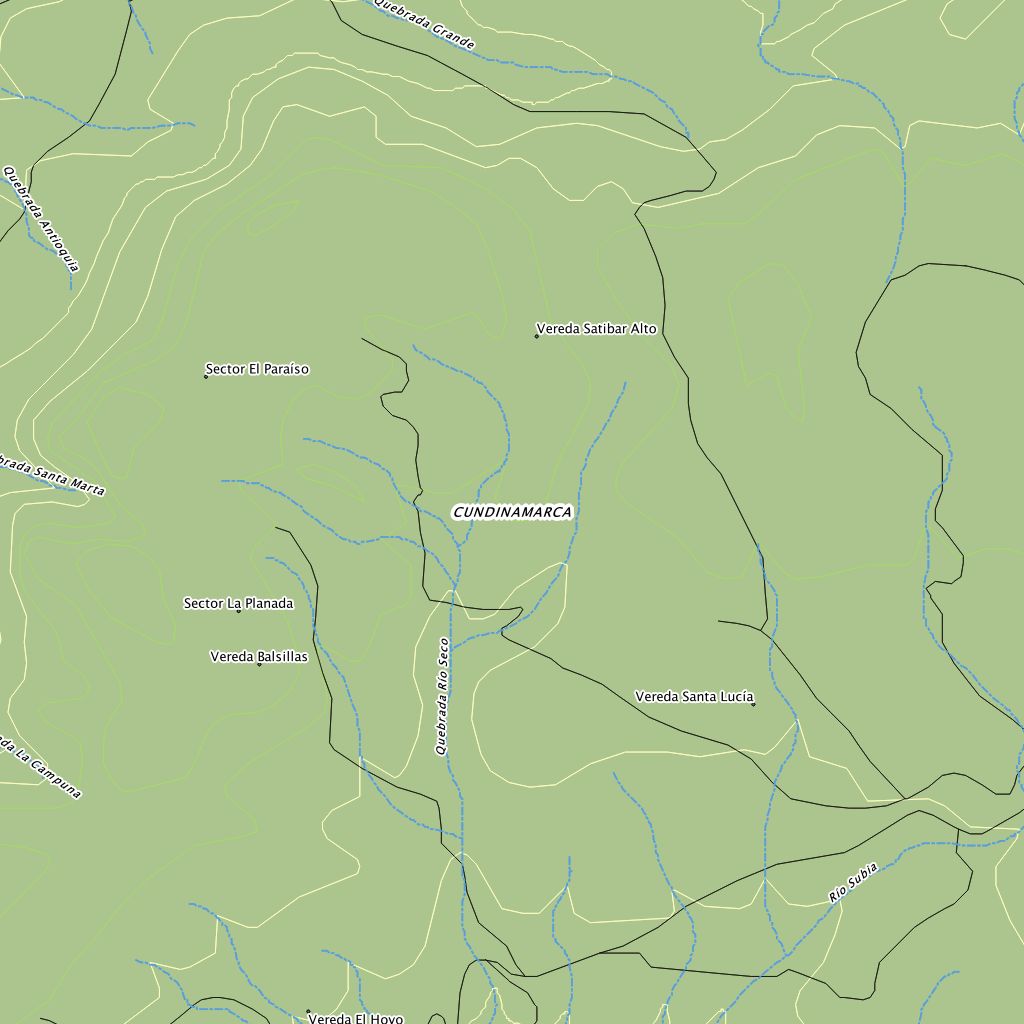 Quebrada Grande
Quebrada Antioquia
Vereda Satibar Alto
Sector El Paraíso
brada Santa Marta
CUNDINAMARCA
Sector La Planada
Vereda Balsillas
Quebrada Río Seco
Vereda Santa Lucía
da La Campuna
Río Subia
Vereda El Hoyo